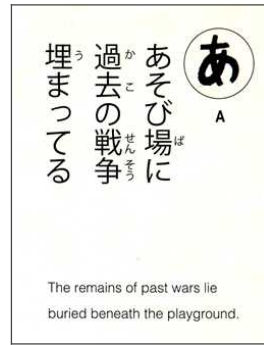 あ
A
あそび場に
過去の戦争
埋まってる
The remains of past wars lie
buried beneath the playground.